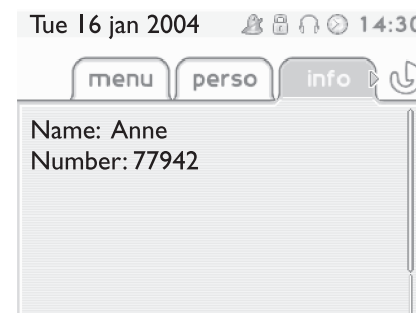 Tue 16 jan 2004 14:30
menu perso info
Name: Anne
Number: 77942